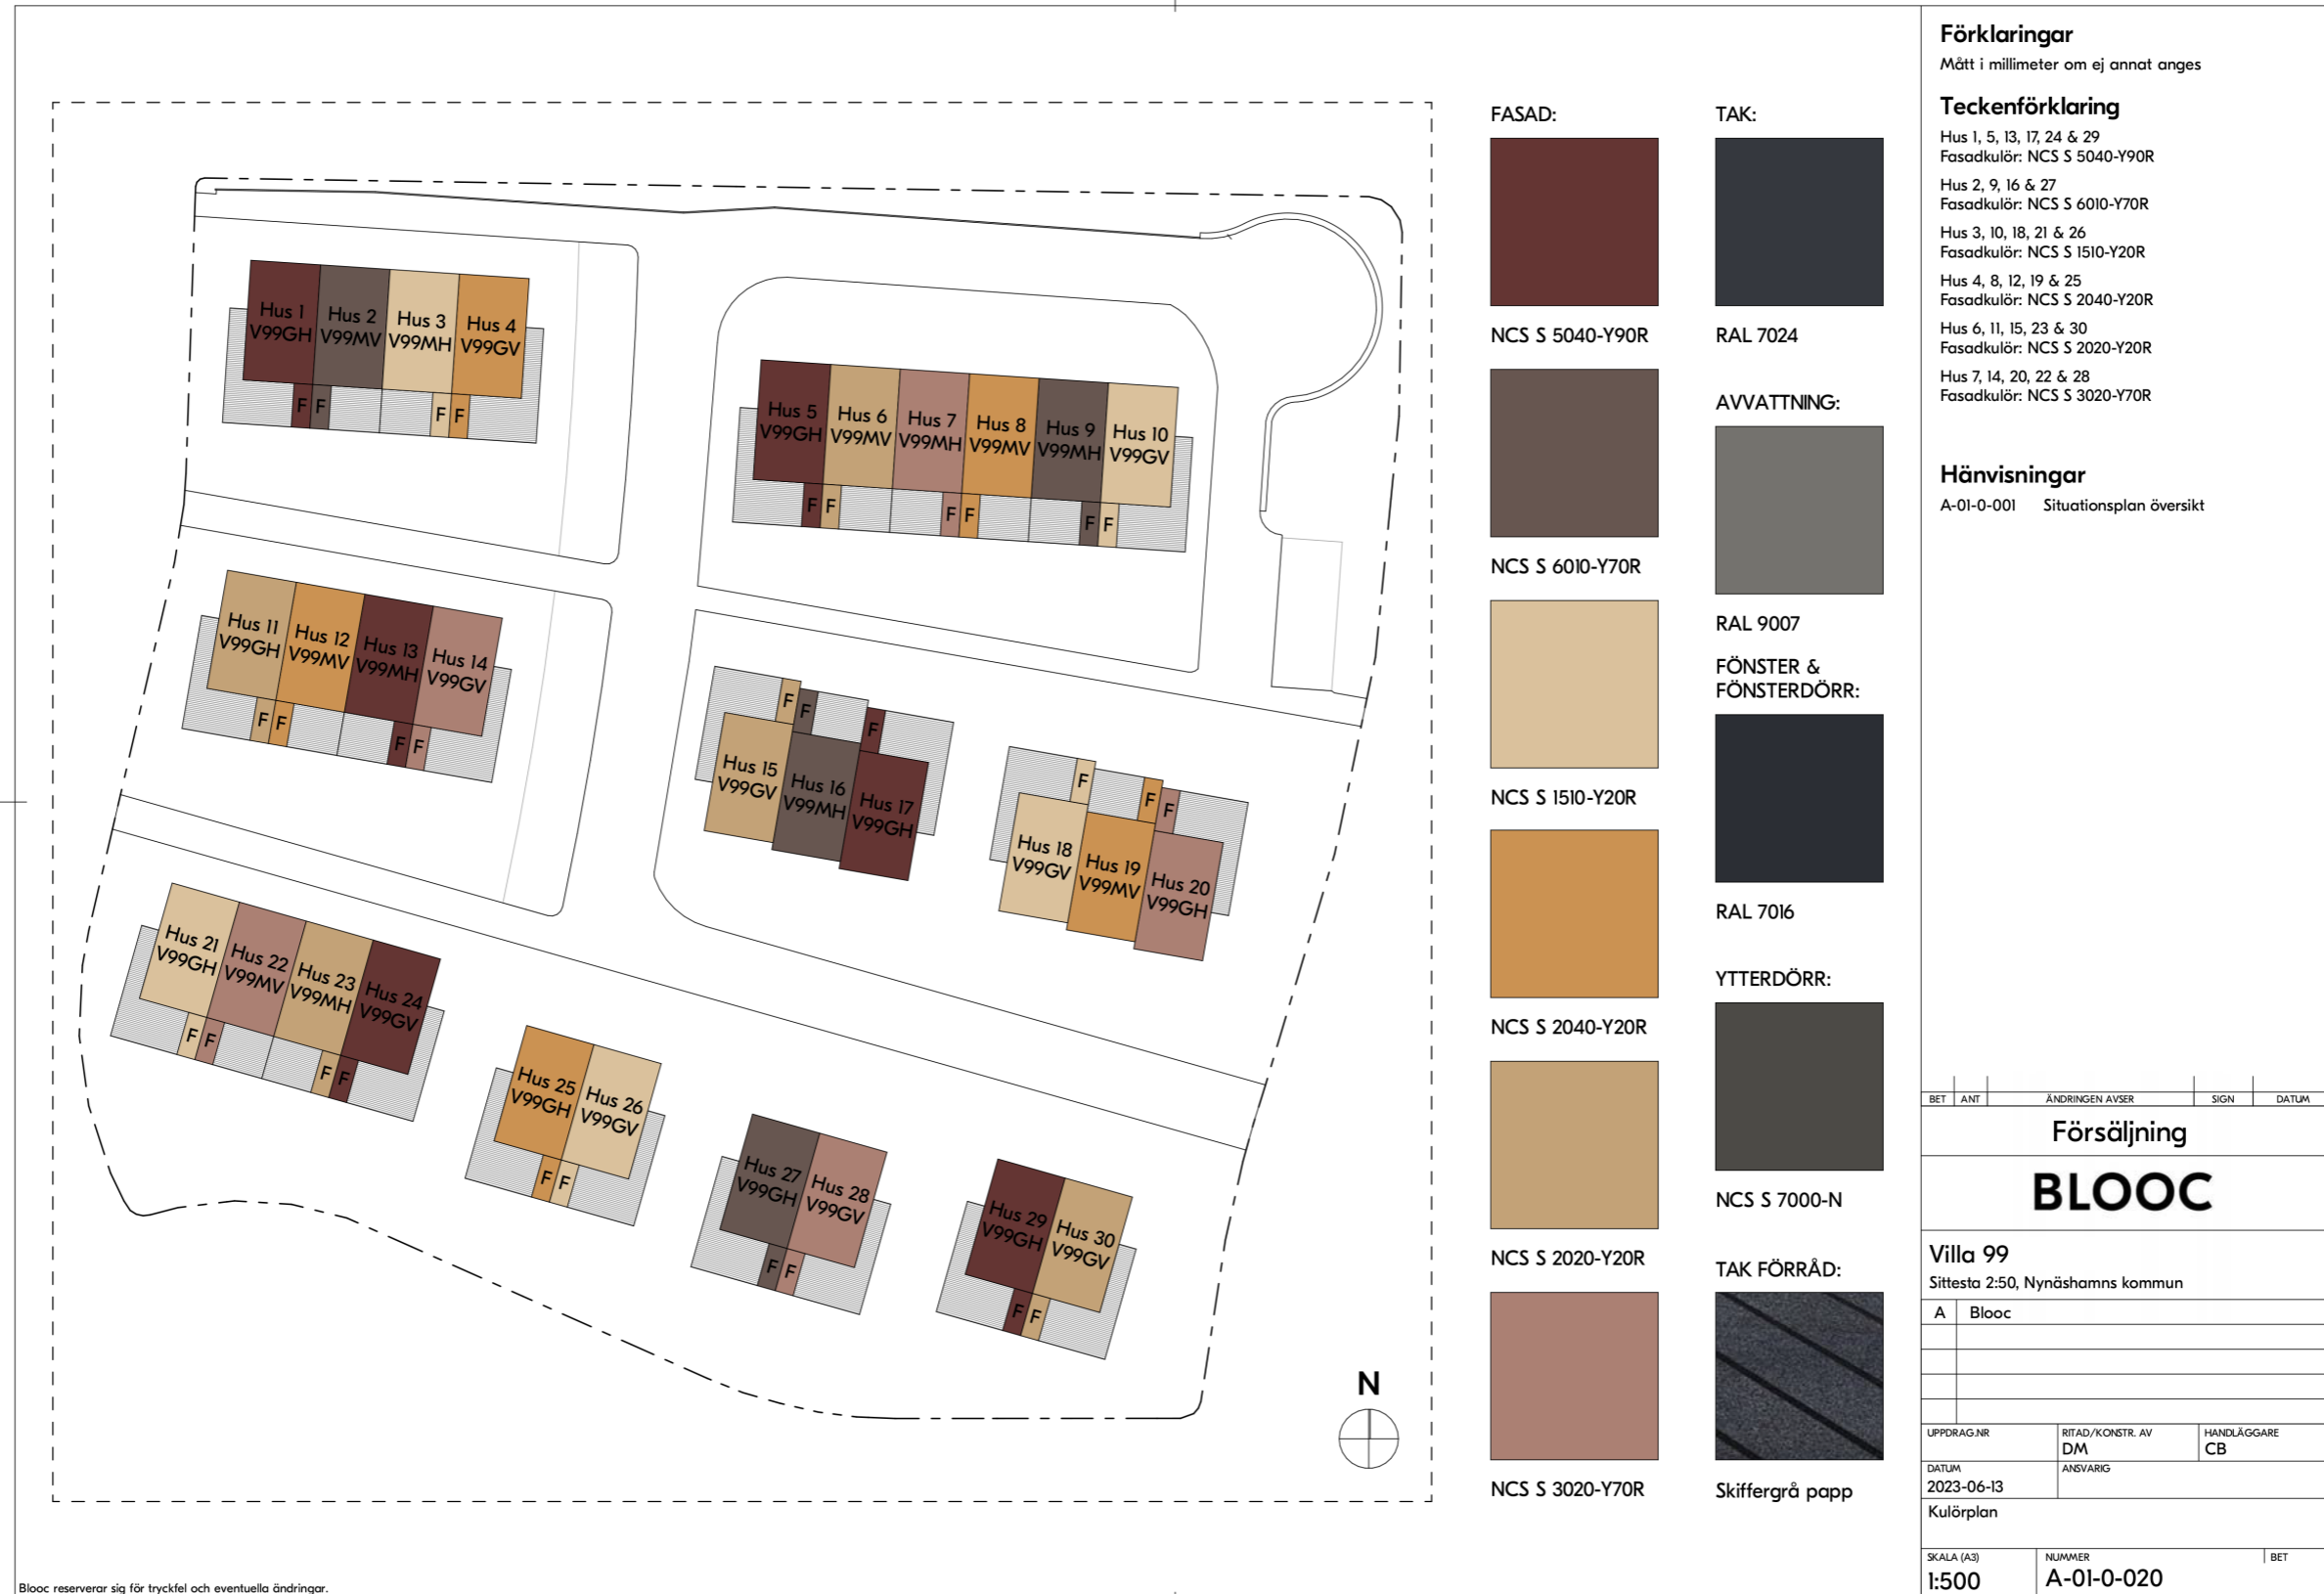 Hus 1
V99GH
Hus 2
V99MV
Hus 3
V99MH
Hus 4
V99GV
F F
F F
Hus 5
V99GH
Hus 6
V99MV
Hus 7
V99MH
Hus 8
V99MV
Hus 9
V99MH
Hus 10
V99GV
F F
F F
F F
Hus 11
V99GH
Hus 12
V99MV
Hus 13
V99MH
Hus 14
V99GV
F F
F F
F F
F
Hus 15
V99GV
Hus 16
V99MH
Hus 17
V99GH
F
F F
Hus 18
V99GV
Hus 19
V99MV
Hus 20
V99GH
Hus 21
V99GH
Hus 22
V99MV
Hus 23
V99MH
Hus 24
V99GV
F F
F F
Hus 25
V99GH
Hus 26
V99GV
F F
Hus 27
V99GH
Hus 28
V99GV
F F
Hus 29
V99GH
Hus 30
V99GV
F F
N
Blooc reserverar sig för tryckfel och eventuella ändringar.
FASAD:
NCS S 5040-Y90R
NCS S 6010-Y70R
NCS S 1510-Y20R
NCS S 2040-Y20R
NCS S 2020-Y20R
NCS S 3020-Y70R
TAK:
RAL 7024
AVVATTNING:
RAL 9007
FÖNSTER &
FÖNSTERDÖRR:
RAL 7016
YTTERDÖRR:
NCS S 7000-N
TAK FÖRRÅD:
Skiffergrå papp
Förklaringar
Mått i millimeter om ej annat anges
Teckenförklaring
Hus 1, 5, 13, 17, 24 & 29
Fasadkulör: NCS S 5040-Y90R
Hus 2, 9, 16 & 27
Fasadkulör: NCS S 6010-Y70R
Hus 3, 10, 18, 21 & 26
Fasadkulör: NCS S 1510-Y20R
Hus 4, 8, 12, 19 & 25
Fasadkulör: NCS S 2040-Y20R
Hus 6, 11, 15, 23 & 30
Fasadkulör: NCS S 2020-Y20R
Hus 7, 14, 20, 22 & 28
Fasadkulör: NCS S 3020-Y70R
Hänvisningar
A-01-0-001 Situationsplan översikt
BET ANT ÄNDRINGEN AVSER SIGN DATUM
Försäljning
BLOOC
Villa 99
Sittesta 2:50, Nynäshamns kommun
A Blooc
UPPDRAG.NR RITAD/KONSTR. AV HANDLÄGGARE
DM CB
DATUM ANSVARIG
2023-06-13
Kulörplan
SKALA (A3) NUMMER BET
1:500 A-01-0-020